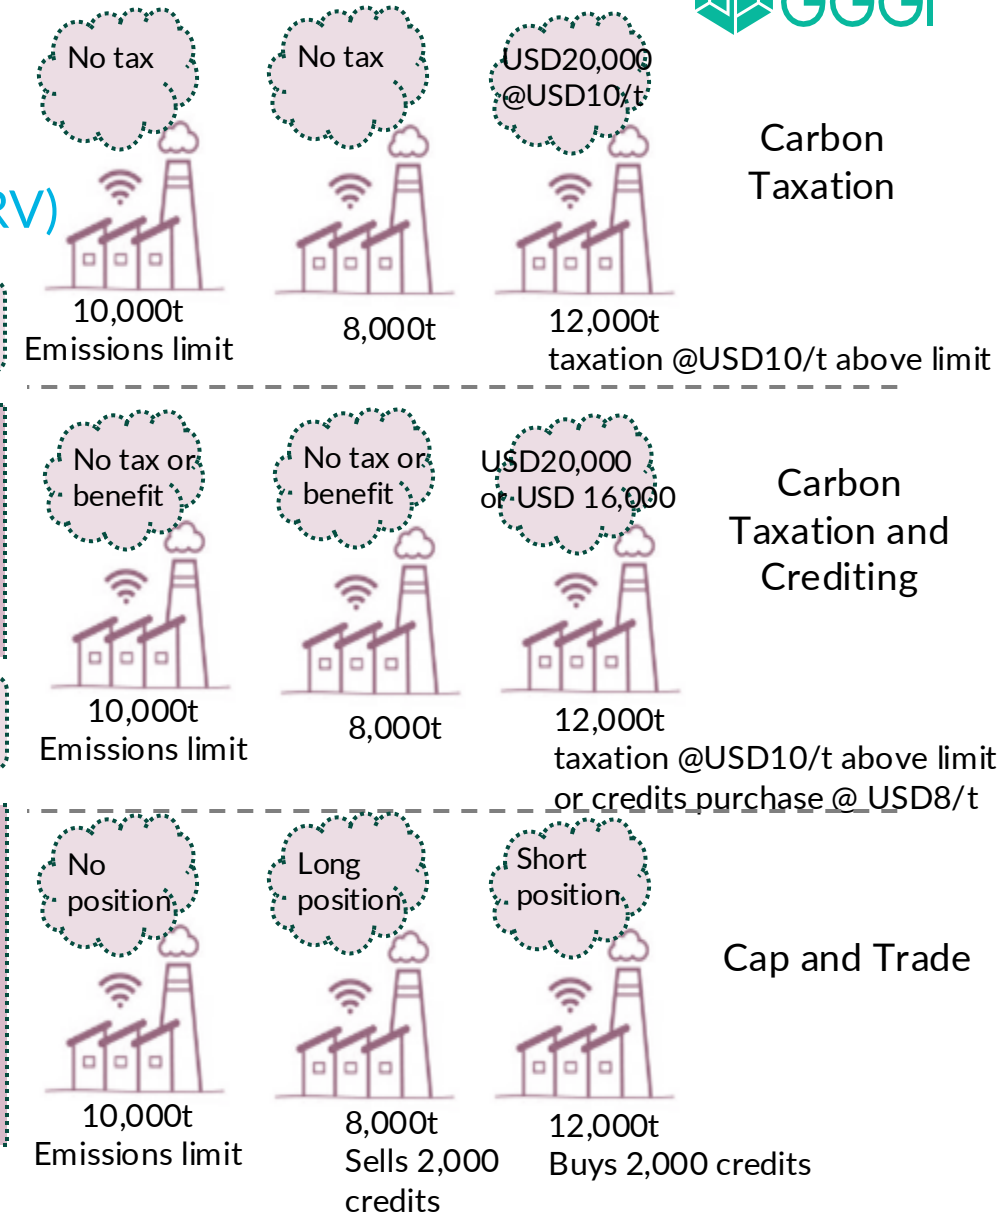 GGGI
No tax
No tax
USD20,000
@USD10/t
Carbon
Taxation
RV)
10,000t
Emissions limit
8,000t
12,000t
taxation @USD10/t above limit
No tax or
benefit
No tax or
benefit
USD20,000
or USD 16,000
Carbon
Taxation and
Crediting
10,000t
Emissions limit
8,000t
12,000t
taxation @USD10/t above limit
or credits purchase @ USD8/t
No
position
Long
position
Short
position
Cap and Trade
10,000t
Emissions limit
8,000t
Sells 2,000
credits
12,000t
Buys 2,000 credits